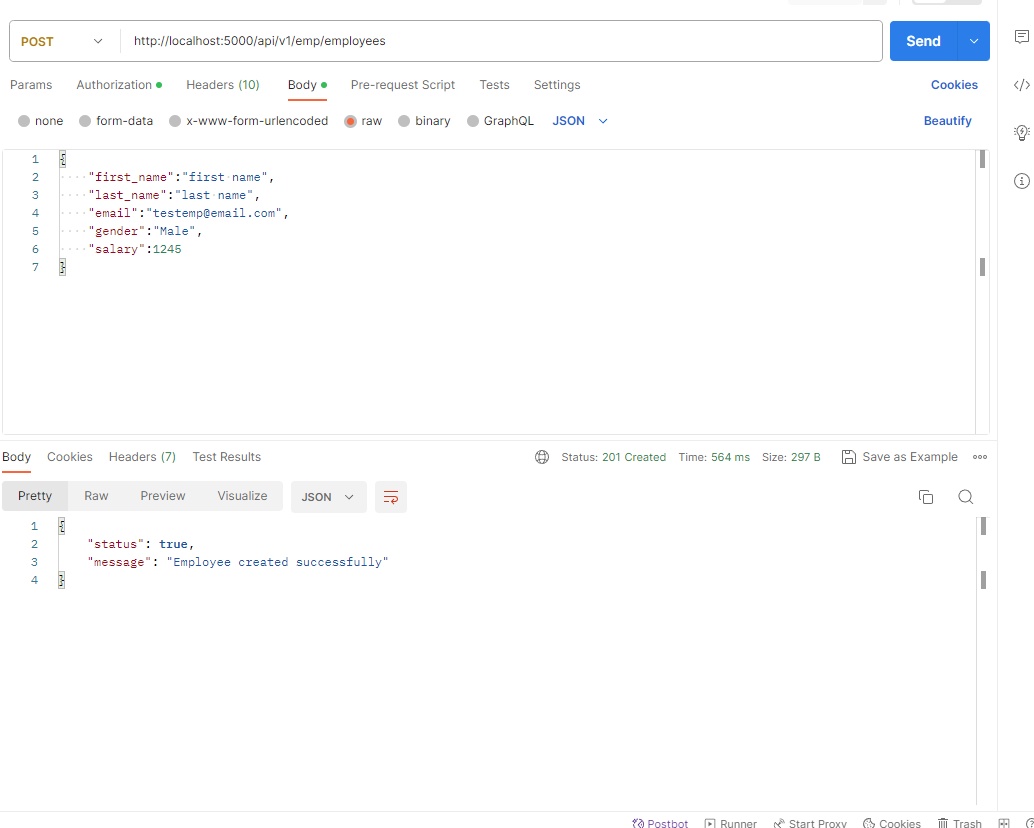 POST http://localhost:5000/api/v1/emp/employees Send
Params Authorization Headers (10) Body Pre-request Script Tests Settings Cookies
none form-data x-www-form-urlencoded raw binary GraphQL JSON Beautify
1 {
2 "first_name":"first name",
3 "last_name":"last name",
4 "email":"testemp@email.com",
5 "gender":"Male",
6 "salary":1245
7 }
Body Cookies Headers (7) Test Results Status: 201 Created Time: 564 ms Size: 297 B Save as Example
Pretty Raw Preview Visualize JSON
1 {
2 "status": true,
3 "message": "Employee created successfully"
4 }
Postbot Runner Start Proxy Cookies Trash